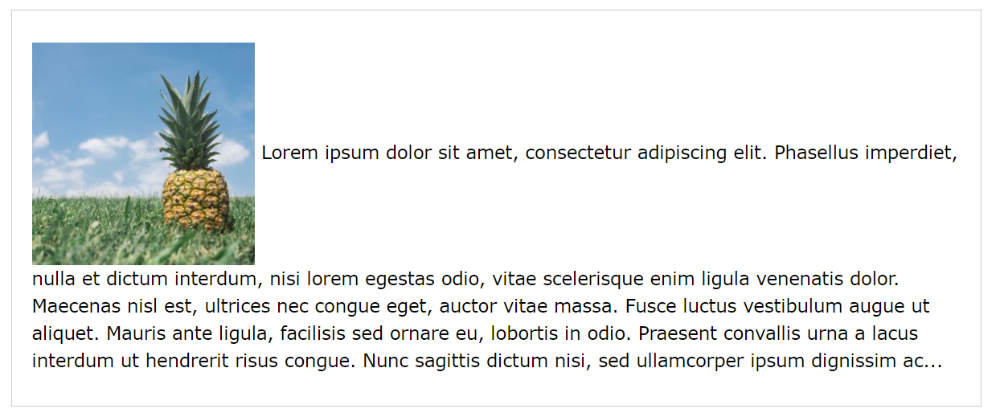 Lorem ipsum dolor sit amet, consectetur adipiscing elit. Phasellus imperdiet,
nulla et dictum interdum, nisi lorem egestas odio, vitae scelerisque enim ligula venenatis dolor.
Maecenas nisl est, ultrices nec congue eget, auctor vitae massa. Fusce luctus vestibulum augue ut
aliquet. Mauris ante ligula, facilisis sed ornare eu, lobortis in odio. Praesent convallis urna a lacus
interdum ut hendrerit risus congue. Nunc sagittis dictum nisi, sed ullamcorper ipsum dignissim ac...